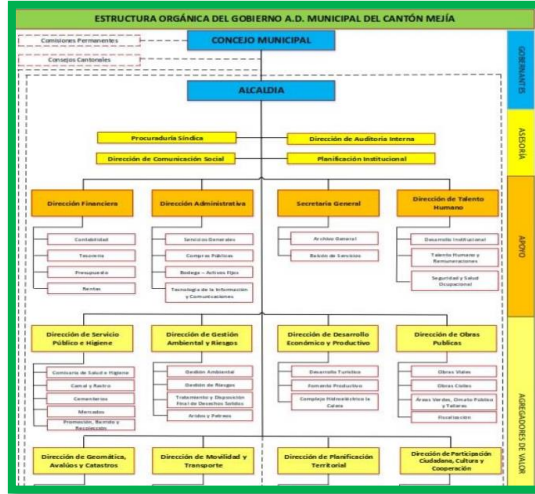 ESTRUCTURA ORGÁNICA DEL GOBIERNO A.D. MUNICIPAL DEL CANTÓN MEJÍA
Comisiones Permanentes
CONCEJO MUNICIPAL
Consejos Cantonales
GOBERNANTES
ALCALDIA
Procuraduría Síndica
Dirección de Auditoría Interna
Dirección de Comunicación Social
Planificación Institucional
ASESORÍA
Dirección Financiera
Dirección Administrativa
Secretaria General
Dirección de Talento
Humano
Contabilidad
Tesorería
Presupuesto
Rentas
Servicios Generales
Compras Públicas
Bodega – Activos Fijos
Tecnología de la Información
y Comunicaciones
Archivo General
Balcón de Servicios
Desarrollo Institucional
Talento Humano y
Remuneraciones
Seguridad y Salud
Ocupacional
APOYO
Dirección de Servicio
Público e Higiene
Dirección de Gestión
Ambiental y Riesgos
Dirección de Desarrollo
Económico y Productivo
Dirección de Obras
Publicas
Comisaría de Salud e Higiene
Camal y Rastro
Cementerios
Mercados
Promoción, Barrido y
Recolección
Gestión Ambiental
Gestión de Riesgos
Tratamiento y Disposición
Final de Desechos Solidos
Aridos y Petreos
Desarrollo Turístico
Fomento Productivo
Complejo Hidroeléctrico la
Calera
Obras Viales
Obras Civiles
Áreas Verdes, Ornato Público
y Talleres
Fiscalización
AGREGADORES DE VALOR
Dirección de Geomática,
Avalúos y Catastros
Dirección de Movilidad y
Transporte
Dirección de Planificación
Territorial
Dirección de Participación
Ciudadana, Cultura y
Cooperación